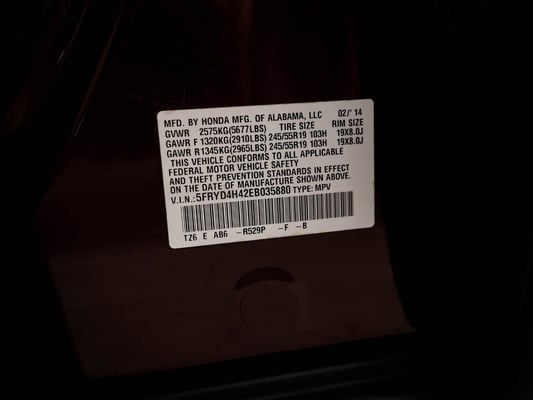 MFD. BY HONDA MFG. OF ALABAMA, LLC 02/' 14
GVWR 2575KG(5677LBS) TIRE SIZE RIM SIZE
GAWR F 1320KG(2910LBS) 245/55R19 103H 19X8.0J
GAWR R1345KG(2965LBS) 245/55R19 103H 19X8.0J
THIS VEHICLE CONFORMS TO ALL APPLICABLE
FEDERAL MOTOR VEHICLE SAFETY
AND THEFT PREVENTION STANDARDS IN EFFECT
ON THE DATE OF MANUFACTURE SHOWN ABOVE.
V.I.N.: 5FRYD4H42EB035880 TYPE: MPV
TZ6 E AB6 -R529P -F -B